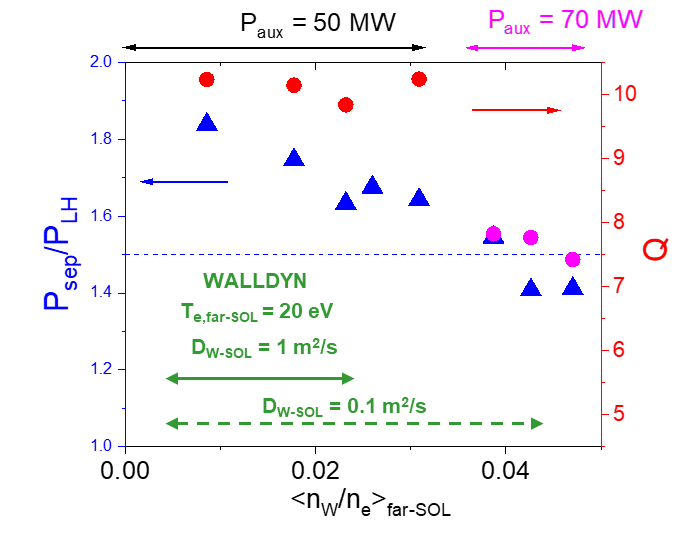 P_aux = 50 MW
P_aux = 70 MW
2.0
1.8
1.6
1.4
1.2
1.0
P_sep/P_LH
10
9
8
7
6
5
Q
WALLDYN
T_e,far-SOL = 20 eV
D_W-SOL = 1 m²/s
D_W-SOL = 0.1 m²/s
0.00 0.02 0.04
<n_W/n_e>_far-SOL